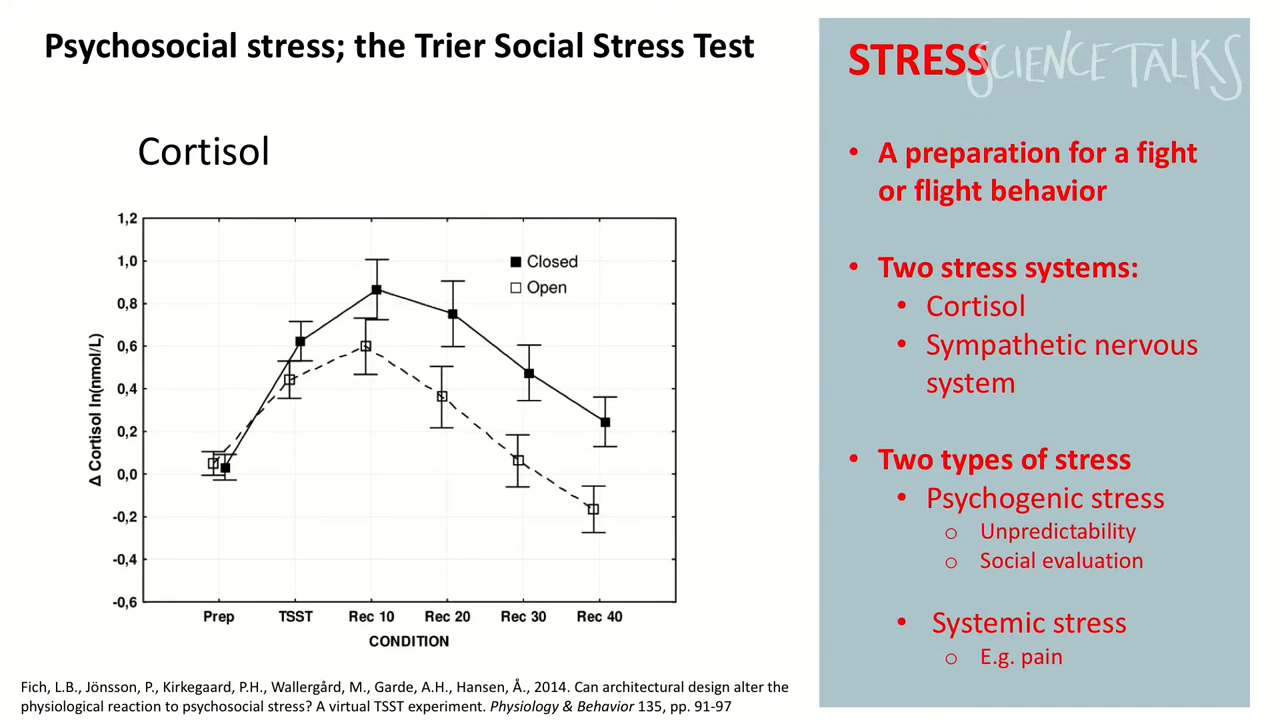 Psychosocial stress; the Trier Social Stress Test
Cortisol
1,2
1,0
0,8
0,6
0,4
0,2
0,0
-0,2
-0,4
-0,6
Δ Cortisol ln(nmol/L)
Closed
Open
Prep TSST Rec 10 Rec 20 Rec 30 Rec 40
CONDITION
Fich, L.B., Jönsson, P., Kirkegaard, P.H., Wallergård, M., Garde, A.H., Hansen, Å., 2014. Can architectural design alter the
physiological reaction to psychosocial stress? A virtual TSST experiment. Physiology & Behavior 135, pp. 91-97
STRESS
SCIENCE TALKS
• A preparation for a fight
or flight behavior
• Two stress systems:
• Cortisol
• Sympathetic nervous
system
• Two types of stress
• Psychogenic stress
o Unpredictability
o Social evaluation
• Systemic stress
o E.g. pain